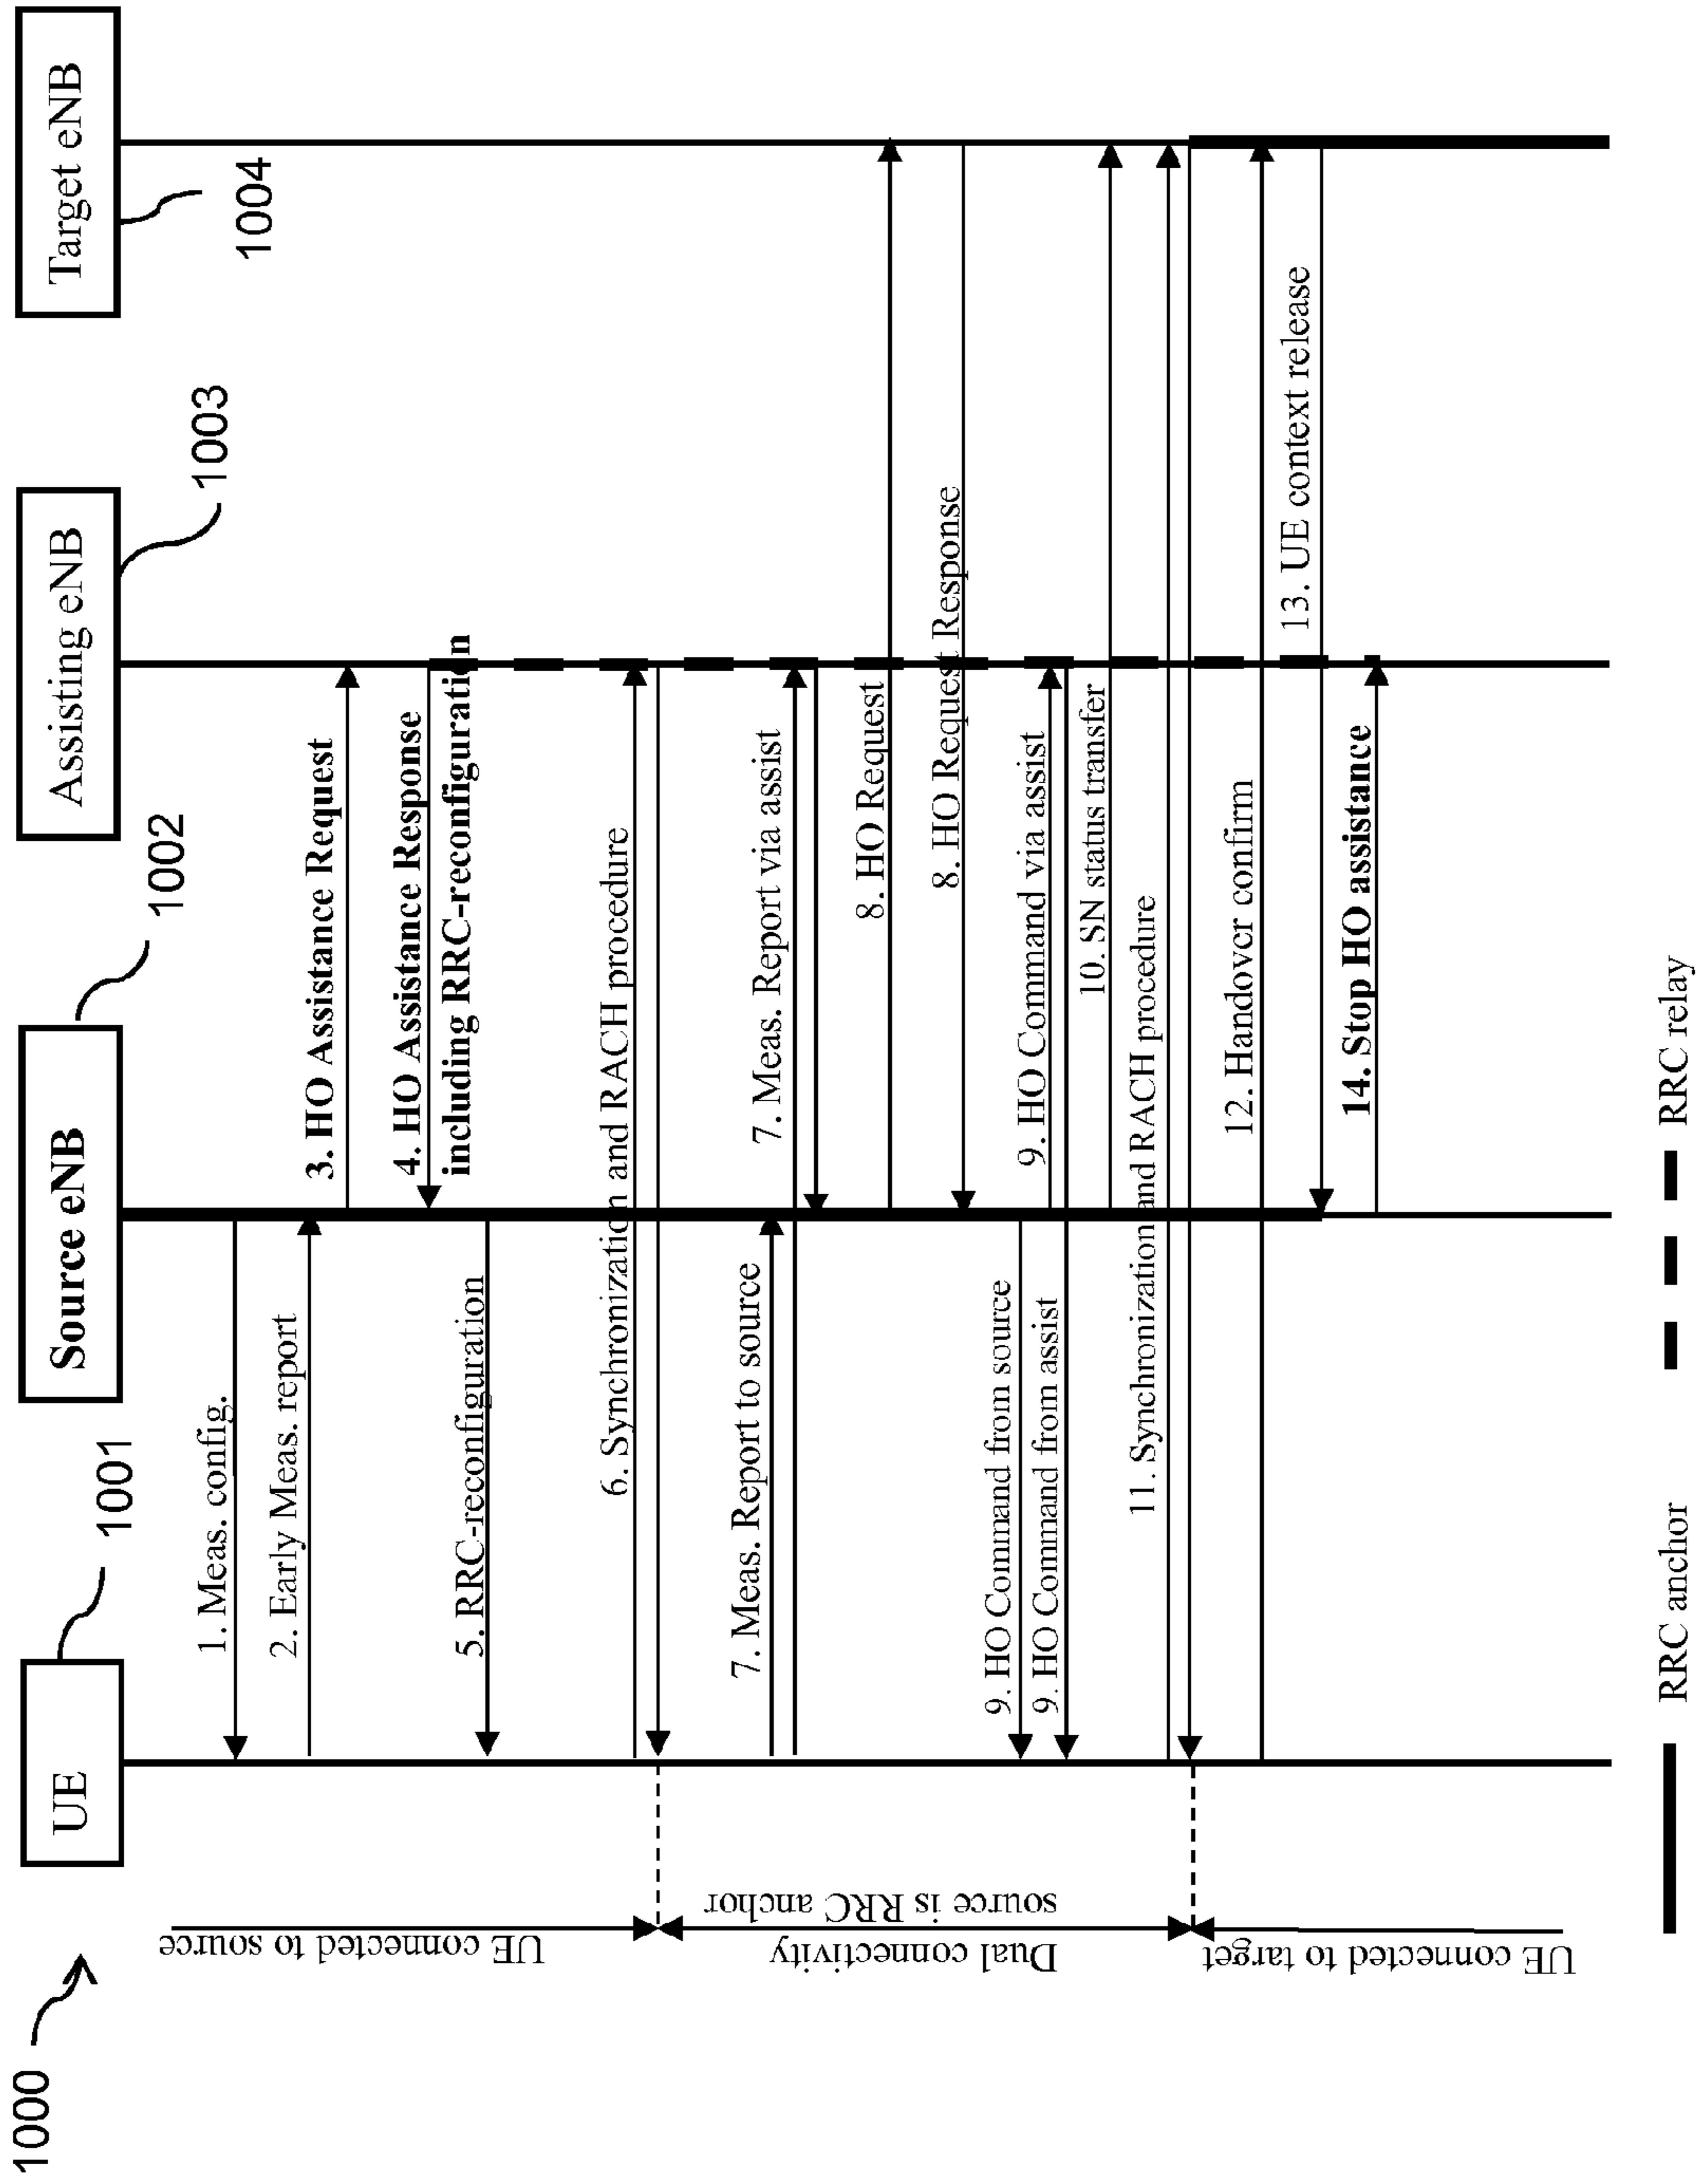 1000
UE
1001
Source eNB
1002
Assisting eNB
1003
Target eNB
1004
1. Meas. config.
2. Early Meas. report
3. HO Assistance Request
4. HO Assistance Response
including RRC-reconfiguration
5. RRC-reconfiguration
6. Synchronization and RACH procedure
7. Meas. Report to source
7. Meas. Report via assist
8. HO Request
8. HO Request Response
9. HO Command from source
9. HO Command via assist
9. HO Command from assist
10. SN status transfer
11. Synchronization and RACH procedure
12. Handover confirm
13. UE context release
14. Stop HO assistance
UE connected to source
Dual connectivity
source is RRC anchor
UE connected to target
RRC anchor
RRC relay